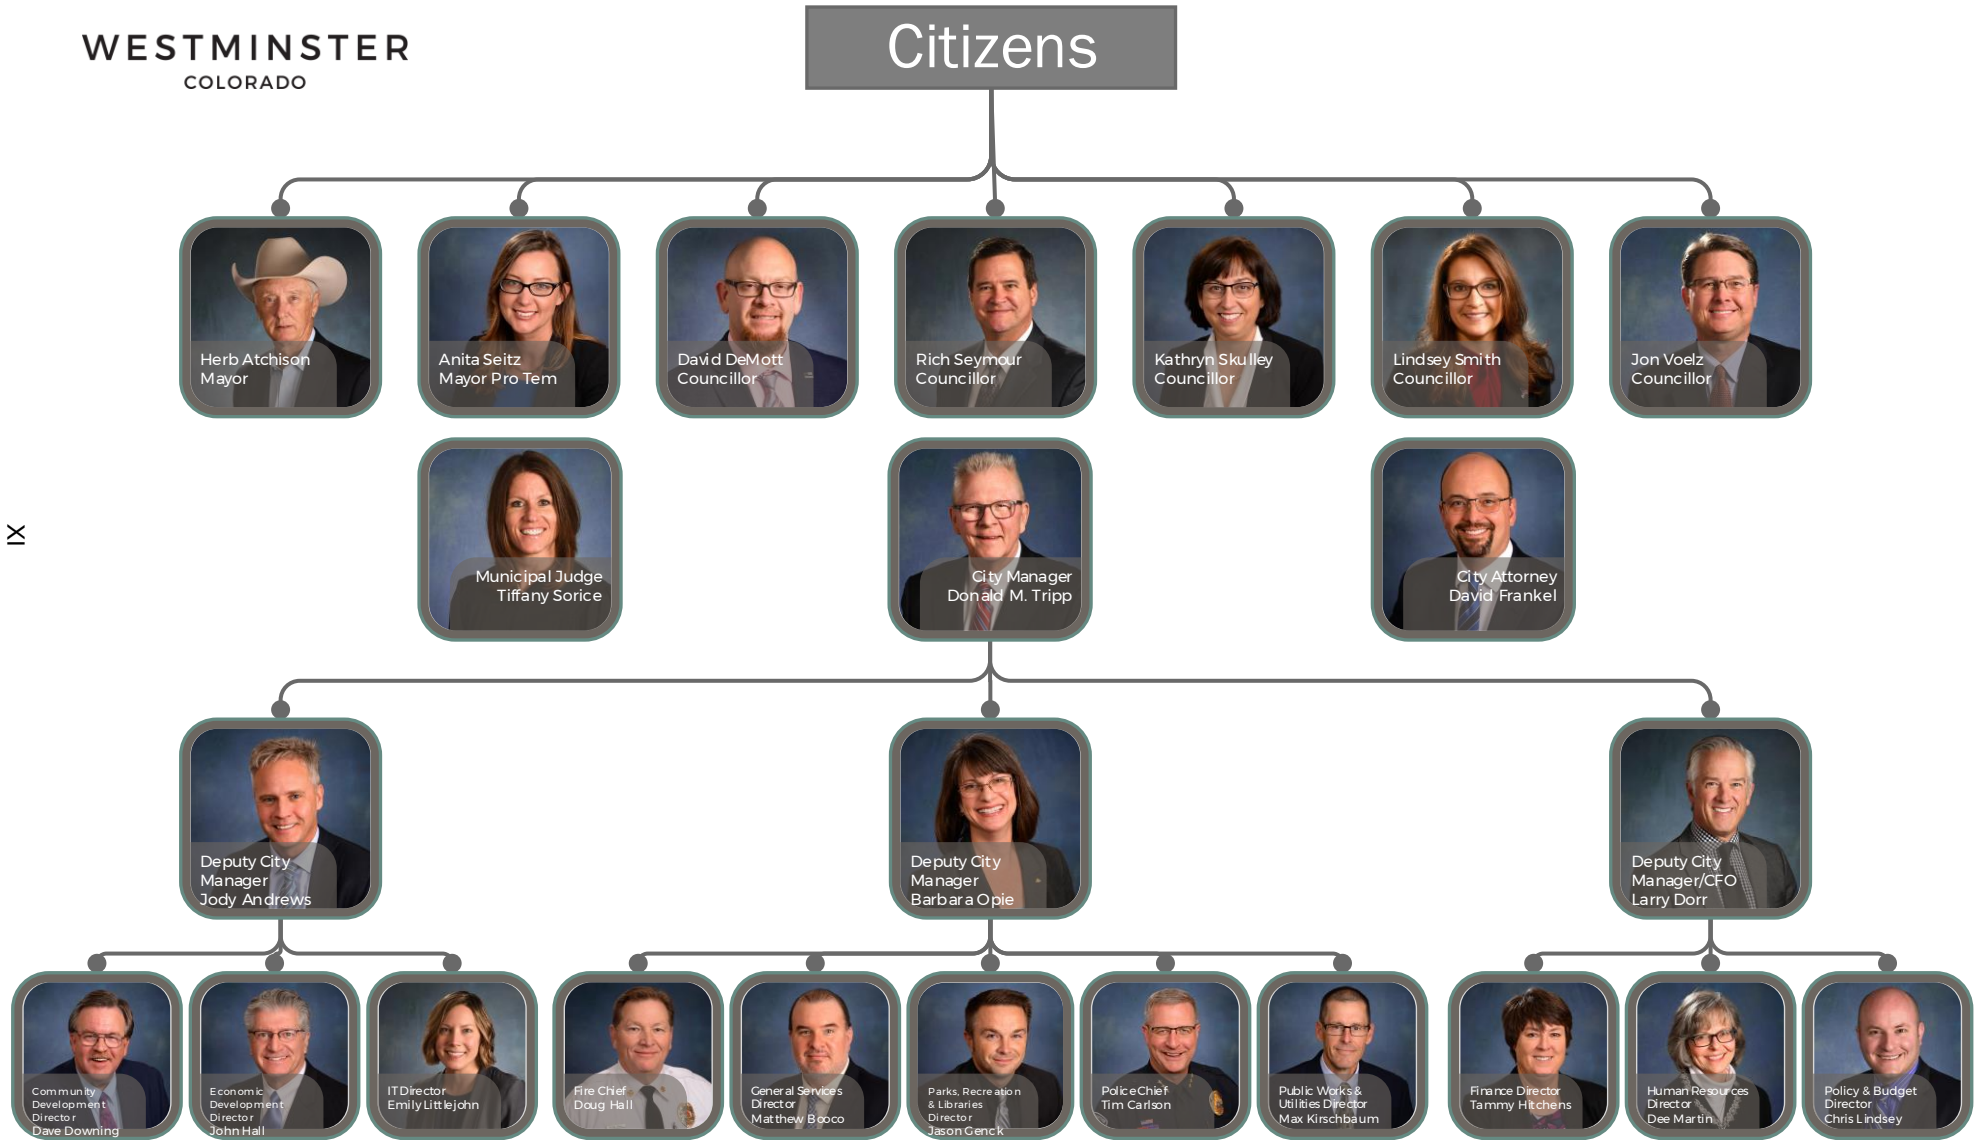 WESTMINSTER
COLORADO
Citizens
Herb Atchison
Mayor
Anita Seitz
Mayor Pro Tem
David DeMott
Councillor
Rich Seymour
Councillor
Kathryn Skulley
Councillor
Lindsey Smith
Councillor
Jon Voelz
Councillor
IX
Municipal Judge
Tiffany Sorice
City Manager
Donald M. Tripp
City Attorney
David Frankel
Deputy City
Manager
Jody Andrews
Deputy City
Manager
Barbara Opie
Deputy City
Manager/CFO
Larry Dorr
Community
Development
Director
Dave Downing
Economic
Development
Director
John Hall
IT Director
Emily Littlejohn
Fire Chief
Doug Hall
General Services
Director
Matthew Booco
Parks, Recreation
& Libraries
Director
Jason Genck
Police Chief
Tim Carlson
Public Works &
Utilities Director
Max Kirschbaum
Finance Director
Tammy Hitchens
Human Resources
Director
Dee Martin
Policy & Budget
Director
Chris Lindsey